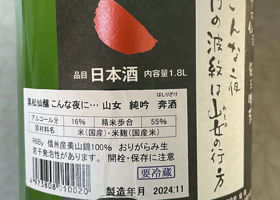 こんな夜
の波紋は
山女の行方
品目 日本酒 内容量1.8L
はしりざけ
黒松仙醸 こんな夜に… 山女 純吟 奔酒
アルコール分 16% 精米歩合 55%
原材料名 米(国産)・米麹(国産米)
R6By 信州産美山錦100% おりがらみ生
若干発泡性があります。開栓・保存に注意
要冷蔵
4973808010020
製造年月 2024.11